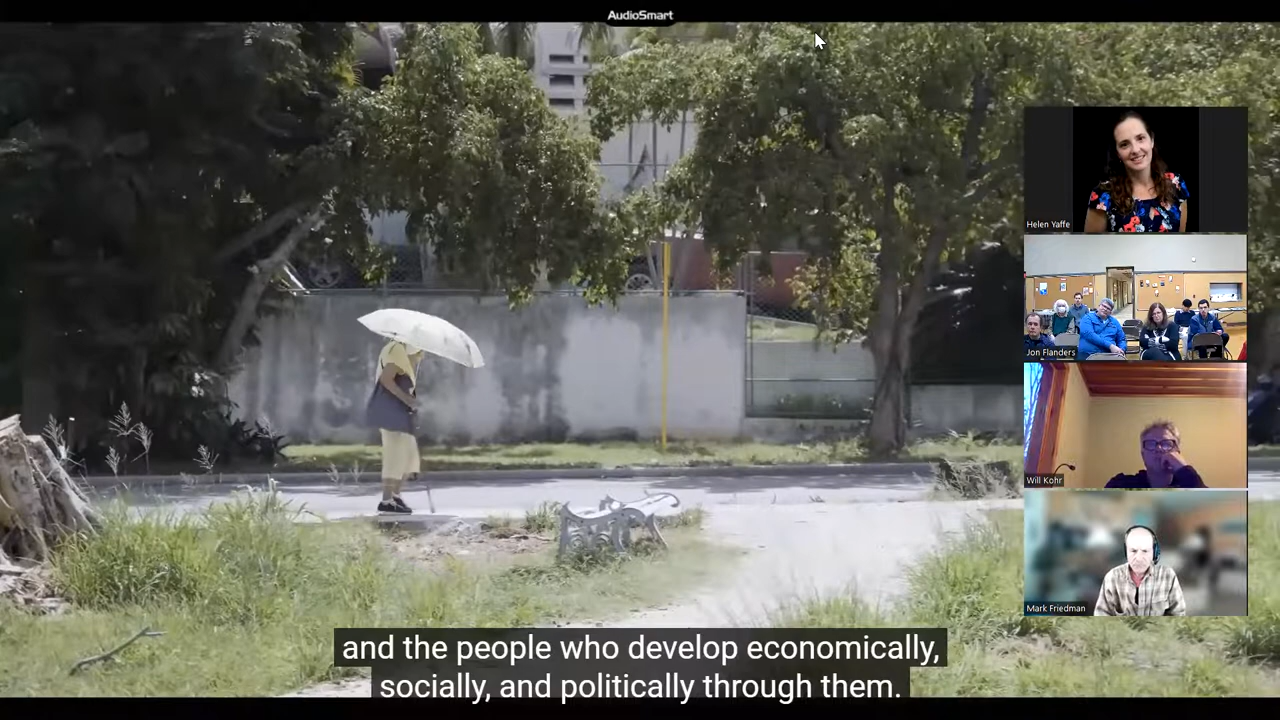 AudioSmart
Helen Yaffe
Jon Flanders
Will Kohr
Mark Friedman
and the people who develop economically,
socially, and politically through them.